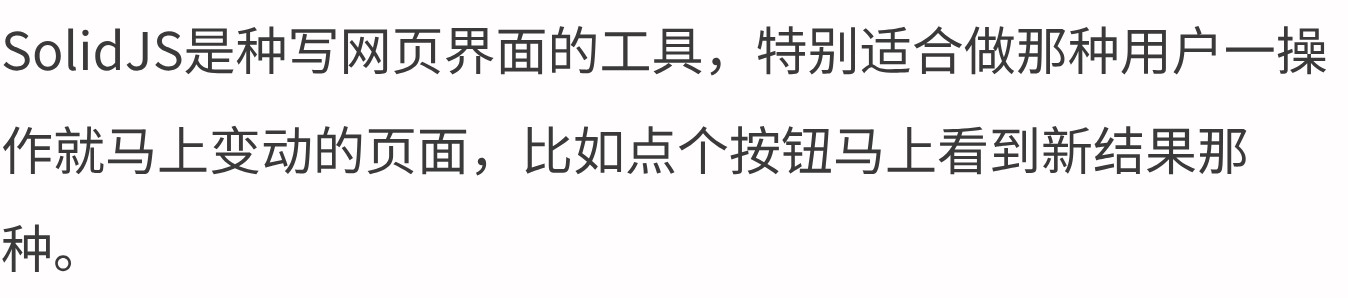 SolidJS是种写网页界面的工具，特别适合做那种用户一操
作就马上变动的页面，比如点个按钮马上看到新结果那
种。